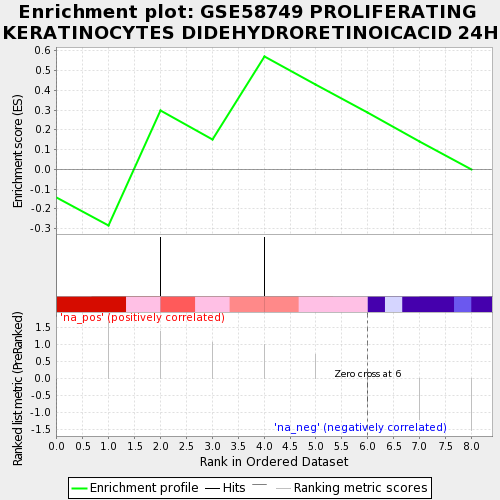 Enrichment plot: GSE58749 PROLIFERATING
KERATINOCYTES DIDEHYDRORETINOICACID 24H
Enrichment score (ES)
0.6
0.5
0.4
0.3
0.2
0.1
0.0
-0.1
-0.2
-0.3
Ranked list metric (PreRanked)
1.5
1.0
0.5
0.0
-0.5
-1.0
-1.5
'na_pos' (positively correlated)
Zero cross at 6
'na_neg' (negatively correlated)
0.0 0.5 1.0 1.5 2.0 2.5 3.0 3.5 4.0 4.5 5.0 5.5 6.0 6.5 7.0 7.5 8.0
Rank in Ordered Dataset
Enrichment profile Hits Ranking metric scores